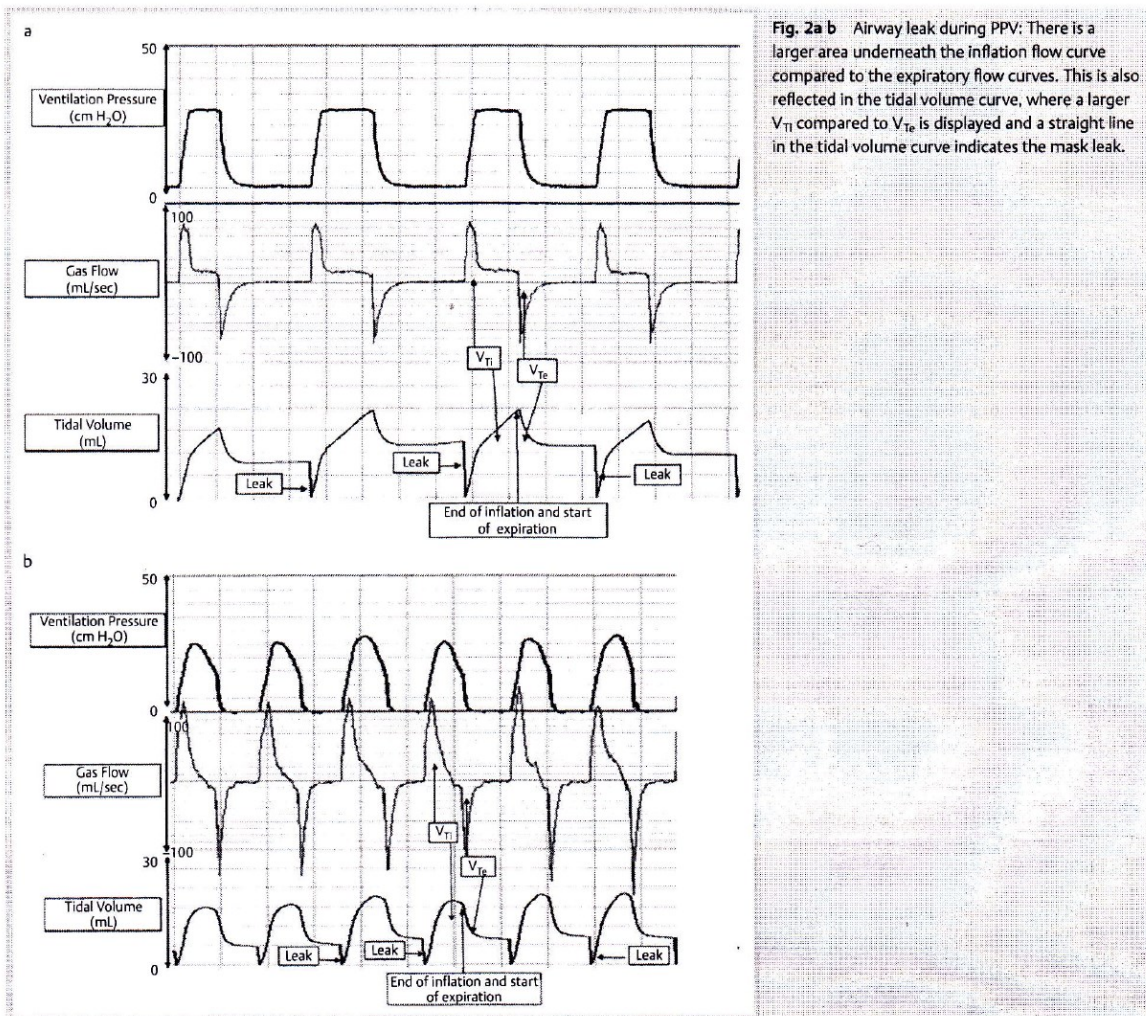 a
50
Ventilation Pressure
(cm H2O)
0
100
Gas Flow
(mL/sec)
-100
VTi
VTe
30
Tidal Volume
(mL)
0
Leak
Leak
Leak
End of inflation and start
of expiration
b
50
Ventilation Pressure
(cm H2O)
0
100
Gas Flow
(mL/sec)
-100
VTi
VTe
30
Tidal Volume
(mL)
0
Leak
Leak
Leak
End of inflation and start
of expiration
Fig. 2a b Airway leak during PPV: There is a
larger area underneath the inflation flow curve
compared to the expiratory flow curves. This is also
reflected in the tidal volume curve, where a larger
VTi compared to VTe is displayed and a straight line
in the tidal volume curve indicates the mask leak.